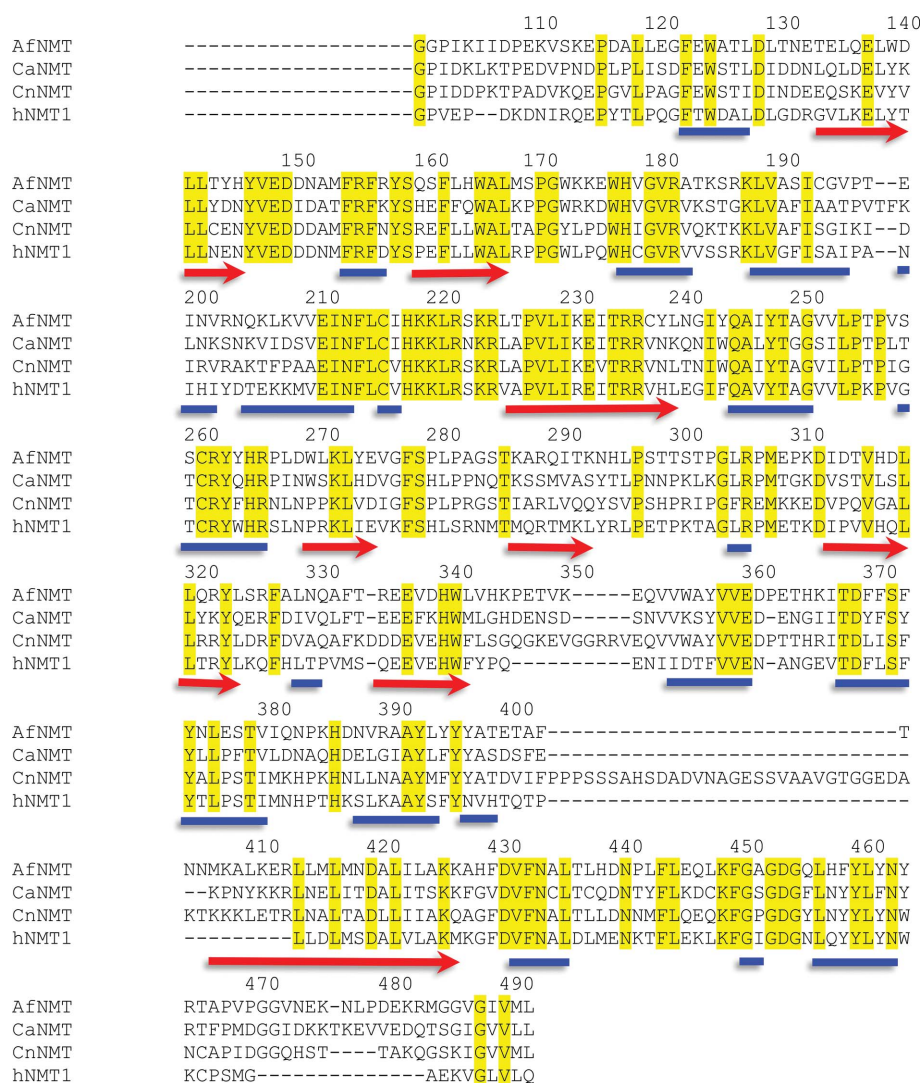 110 120 130 140
AfNMT ------------------GGPIKIIDPEKVSKEPDALLEGFEWATLDLTNETELQELWD
CaNMT ------------------GPIDKLKTPEDVPNDPLPLISDFEWSTLDIDDNLQLDELYK
CnNMT ------------------GPIDDPKTPADVKQEPGVLPAGFEWSTIDINDEEQSKEVYV
hNMT1 ------------------GPVEP--DKDNIRQEPYTLPQGFTWDALDLGDRGVLKELYT
150 160 170 180 190
AfNMT LLTYHYVEDDNAMFRFRYSQSFLHWALMSPGWKKEWHVGVRATKSRKLVASICGVPT--E
CaNMT LLYDNYVEDIDATFRFKYSHEFFQWALKPPGWRKDWHVGVRVKSTGKLVAFIAATPVTFK
CnNMT LLCENYVEDDDNMFRFNYSREFLLWALTAPGYLPDWHIGVRVQKTKKLVAFISGIKI--D
hNMT1 LLNENYVEDDDNMFRFDYSPEFLLWALRPPGWLPQWHCGVRVVSSRKLVGFISAIPA--N
200 210 220 230 240 250
AfNMT INVRNQKLKVVEINFLCIHKKLRSKRLTPVLIKEITRRCYLNGIYQAIYTAGVVLPTPVS
CaNMT LNKSNKVIDSVEINFLCIHKKLRNKRLAPVLIKEITRRVNKQNIWQALYTGGSILPTPLT
CnNMT IRVRAKTFPAAEINFLCVHKKLRSKRLAPVLIKEVTRRVNLTNIWQAIYTAGVILPTPIG
hNMT1 IHIYDTEKKMVEINFLCVHKKLRSKRVAPVLIREITRRVHLEGIFQAVYTAGVVLPKPVG
260 270 280 290 300 310
AfNMT SCRYYHRPLDWLKLYEVGFSPLPAGSTKARQITKNHLPSTTSTPGLRPMEPKDIDTVHDL
CaNMT TCRYQHRPINWSKLHDVGFSHLPPNQTKSSMVASYTLPNNPKLKGLRPMTGKDVSTVLSL
CnNMT TCRYFHRNLNPPKLVDIGFSPLPRGSTIARLVQQYSVPSHPRIPGFREMKKEDVPQVGAL
hNMT1 TCRYWHRSLNPRKLIEVKFSHLSRNMTMQRTMKLYRLPETPKTAGLRPMETKDIPVVHQL
320 330 340 350 360 370
AfNMT LQRYLSRFALNQAFT-REEVDHWLVHKPETVK----EQVVWAYVVEDPETHKITDFFSF
CaNMT LYKYQERFDIVQLFT-EEEFKHWMLGHDENSD----SNVVKSYVVED-ENGIITDYFSY
CnNMT LRRYLDRFDVAQAFKDDDEVEHWFLSGQGKEVGGRRVEQVVWAYVVEDPTTHRITDLISF
hNMT1 LTRYLKQFHLTPVMS-QEEVEHWFYPQ---------ENIIDTFVVEN-ANGEVTDFLSF
380 390 400
AfNMT YNLESTVIQNPKHDNVRAAYLYYYATETAF------------------------------T
CaNMT YLLPFTVLDNAQHDELGIAYLFYYASDSFE-------------------------------
CnNMT YALPSTIMKHPKHNLLNAAYMFYYATDVIFPPPSSSAHSDADVNAGESSVAAVGTGGEDA
hNMT1 YTLPSTIMNHPTHKSLKAAYSFYNVHTQTP-------------------------------
410 420 430 440 450 460
AfNMT NNMKALKERLLMLMNDALILAKKAHFDVFNALTLHDNPLFLEQLKFGAGDGQLHFYLYNY
CaNMT --KPNYKKRLNELITDALITSKKFGVDVFNCLTCQDNTYFLKDCKFGSGDGFLNYYLFNY
CnNMT KTKKKLETRLNALTADLLIIAKQAGFDVFNALTLLDNNMFLQEQKFGPGDGYLNYYLYNW
hNMT1 ---------LLDLMSDALVLAKMKGFDVFNALDLMENKTFLEKLKFGIGDGNLQYYLYNW
470 480 490
AfNMT RTAPVPGGVNEK-NLPDEKRMGGVGIVML
CaNMT RTFPMDGGIDKKTKEVVEDQTSGIGVVLL
CnNMT NCAPIDGGQHST----TAKQGSKIGVVML
hNMT1 KCPSMG-------------AEKVGLVLQ